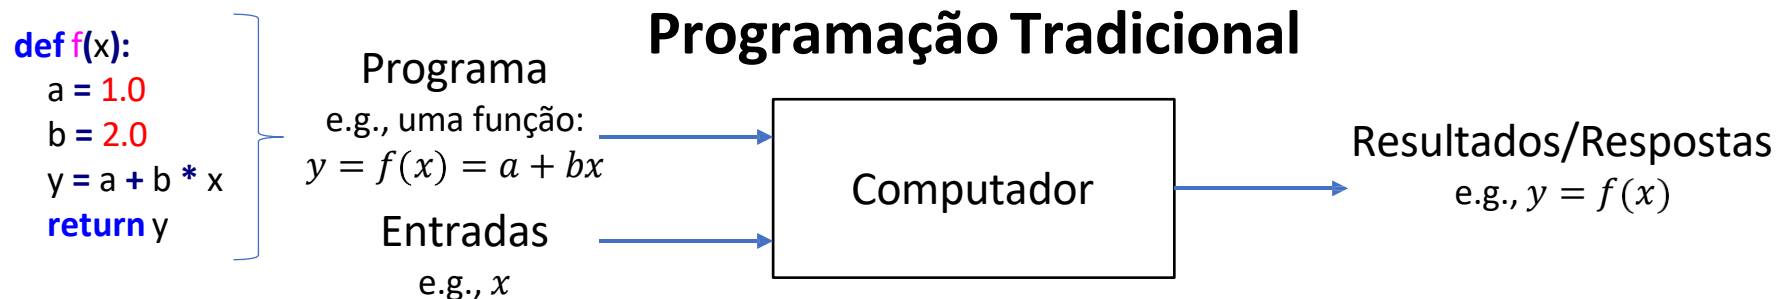 Programação Tradicional
def f(x):
a = 1.0
b = 2.0
y = a + b * x
return y
Programa
e.g., uma função:
y = f(x) = a + bx
Entradas
e.g., x
Computador
Resultados/Respostas
e.g., y = f(x)